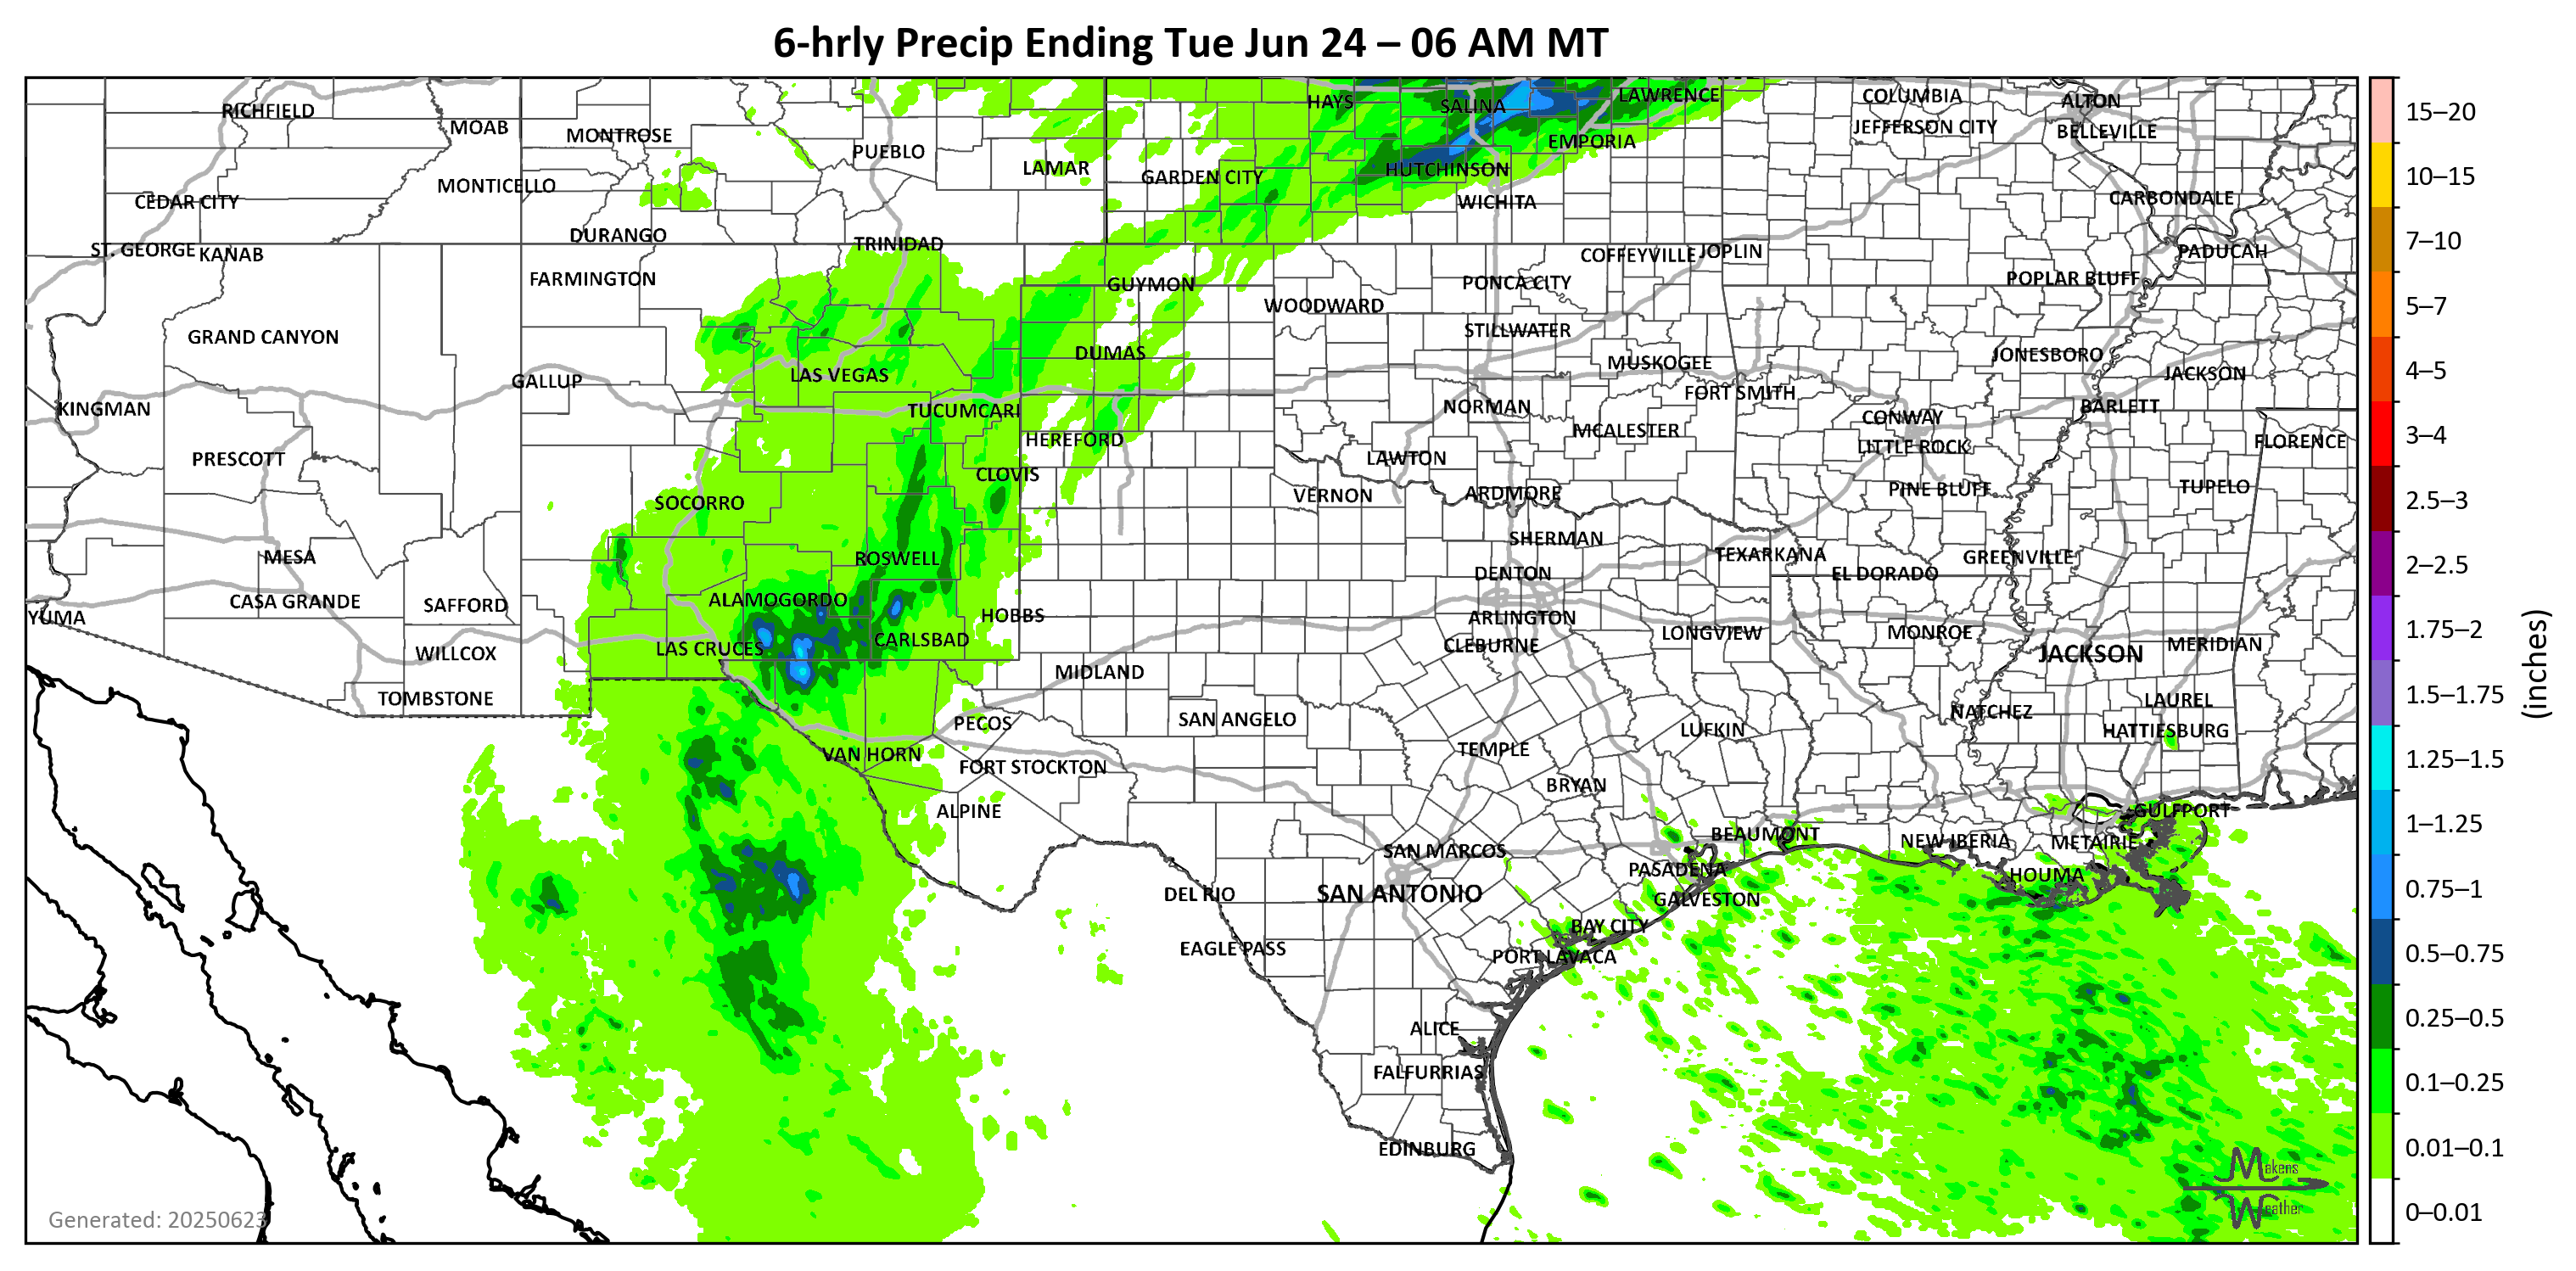 6-hrly Precip Ending Tue Jun 24 – 06 AM MT
RICHFIELD
MOAB
MONTROSE
PUEBLO
LAMAR
HAYS
SALINA
LAWRENCE
COLUMBIA
ALTON
JEFFERSON CITY
BELLEVILLE
EMPORIA
HUTCHINSON
GARDEN CITY
MONTICELLO
CEDAR CITY
WICHITA
CARBONDALE
DURANGO
TRINIDAD
ST. GEORGE
KANAB
COFFEYVILLE
JOPLIN
PADUCAH
FARMINGTON
GUYMON
PONCA CITY
POPLAR BLUFF
WOODWARD
GRAND CANYON
STILLWATER
DUMAS
JONESBORO
MUSKOGEE
LAS VEGAS
JACKSON
GALLUP
FORT SMITH
KINGMAN
TUCUMCARI
NORMAN
CONWAY
BARLETT
HEREFORD
MCALESTER
LITTLE ROCK
FLORENCE
PRESCOTT
LAWTON
CLOVIS
SOCORRO
VERNON
ARDMORE
PINE BLUFF
TUPELO
SHERMAN
MESA
ROSWELL
TEXARKANA
GREENVILLE
DENTON
EL DORADO
CASA GRANDE
SAFFORD
ALAMOGORDO
YUMA
HOBBS
ARLINGTON
CARLSBAD
CLEBURNE
LONGVIEW
MONROE
JACKSON
MERIDIAN
WILLCOX
LAS CRUCES
MIDLAND
TOMBSTONE
LAUREL
NATCHEZ
PECOS
SAN ANGELO
LUFKIN
HATTIESBURG
VAN HORN
TEMPLE
FORT STOCKTON
BRYAN
ALPINE
GULFPORT
BEAUMONT
NEW IBERIA
METAIRIE
SAN MARCOS
PASADENA
HOUMA
DEL RIO
SAN ANTONIO
GALVESTON
BAY CITY
EAGLE PASS
PORT LAVACA
ALICE
FALFURRIAS
EDINBURG
Generated: 20250623
Makens
Weather
15–20
10–15
7–10
5–7
4–5
3–4
2.5–3
2–2.5
1.75–2
1.5–1.75
1.25–1.5
1–1.25
0.75–1
0.5–0.75
0.25–0.5
0.1–0.25
0.01–0.1
0–0.01
(inches)